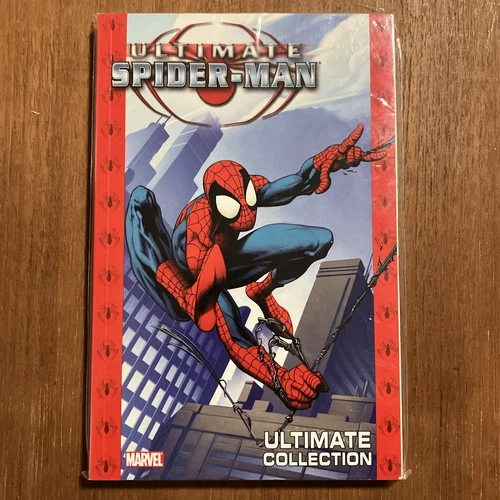 ULTIMATE
SPIDER-MAN®
ULTIMATE
COLLECTION
MARVEL